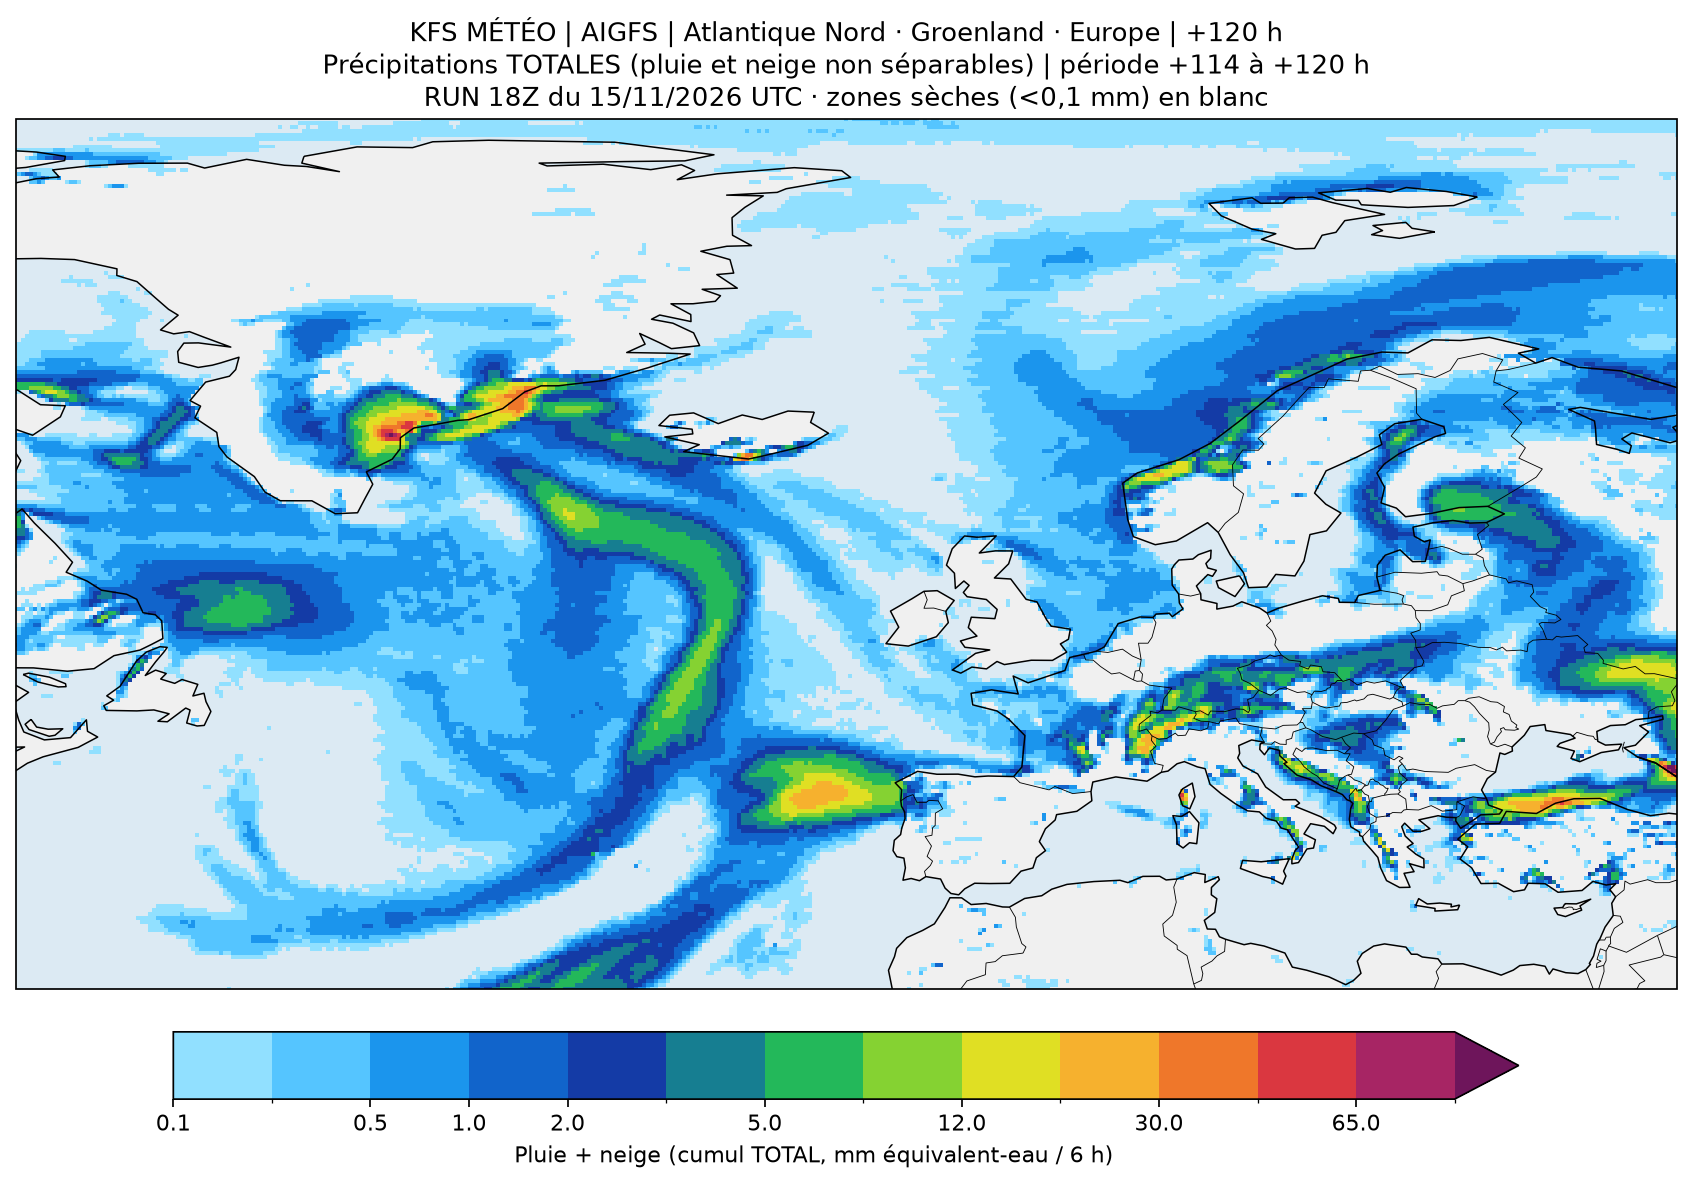 KFS MÉTÉO | AIGFS | Atlantique Nord · Groenland · Europe | +120 h
Précipitations TOTALES (pluie et neige non séparables) | période +114 à +120 h
RUN 18Z du 15/11/2026 UTC · zones sèches (<0,1 mm) en blanc
0.1 0.5 1.0 2.0 5.0 12.0 30.0 65.0
Pluie + neige (cumul TOTAL, mm équivalent-eau / 6 h)